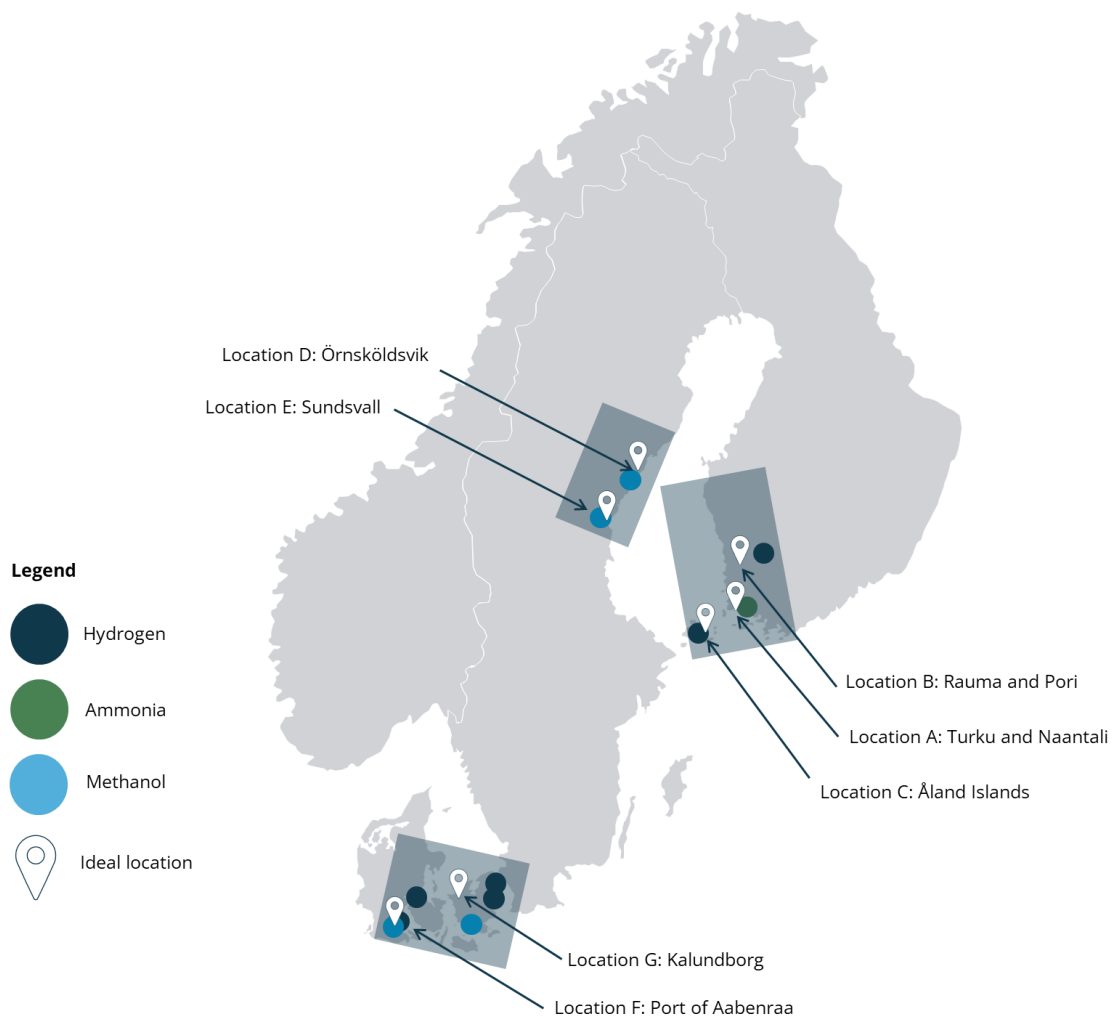 Location D: Örnsköldsvik
Location E: Sundsvall
Legend
Hydrogen
Ammonia
Methanol
Ideal location
Location B: Rauma and Pori
Location A: Turku and Naantali
Location C: Åland Islands
Location G: Kalundborg
Location F: Port of Aabenraa